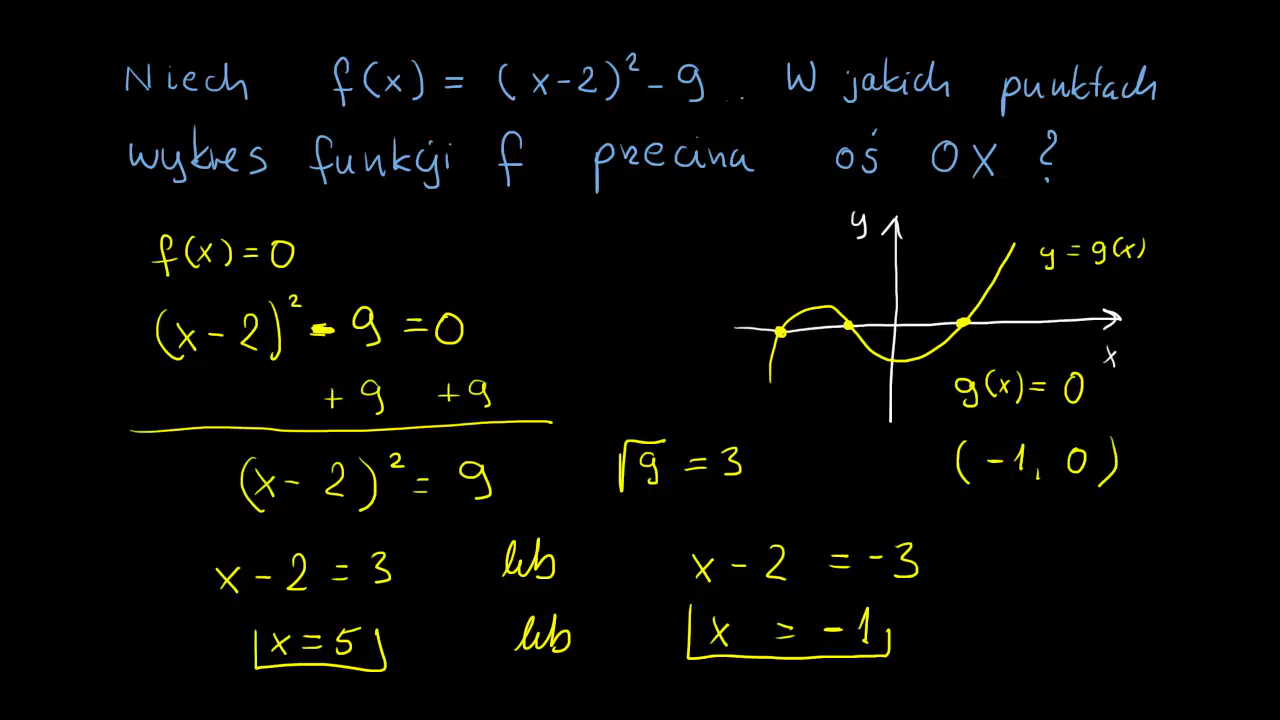 Niech f(x) = (x-2)² - 9. W jakich punktach
wykres funkcji f przecina oś OX ?
f(x) = 0
(x - 2)² - 9 = 0
+ 9 + 9
(x - 2)² = 9
√9 = 3
x - 2 = 3 lub x - 2 = -3
x = 5 lub x = -1
y
y = g(x)
x
g(x) = 0
(-1, 0)